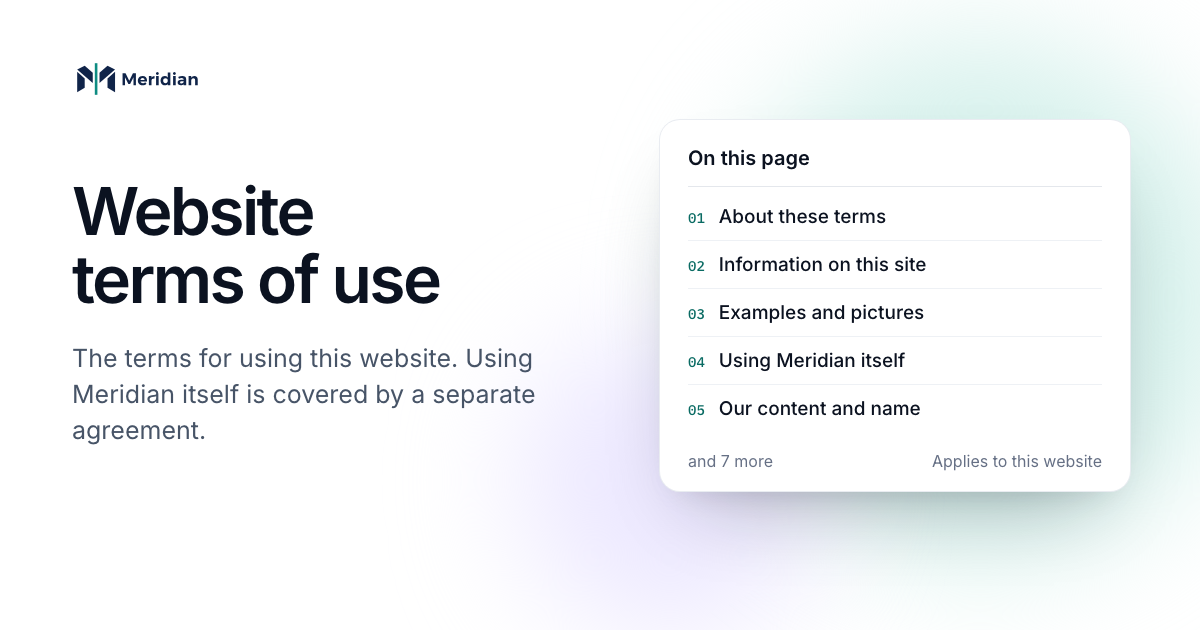 Meridian
Website
terms of use
The terms for using this website. Using
Meridian itself is covered by a separate
agreement.
On this page
01 About these terms
02 Information on this site
03 Examples and pictures
04 Using Meridian itself
05 Our content and name
and 7 more Applies to this website